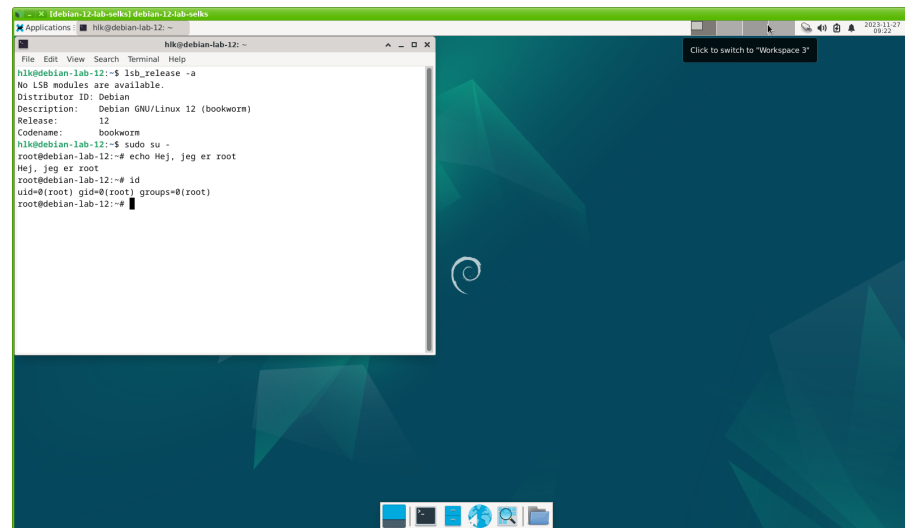 [debian-12-lab-selks] debian-12-lab-selks
Applications : hlk@debian-lab-12: ~
2023-11-27
09:22
hlk@debian-lab-12: ~
Click to switch to "Workspace 3"
File Edit View Search Terminal Help
hlk@debian-lab-12:~$ lsb_release -a
No LSB modules are available.
Distributor ID: Debian
Description: Debian GNU/Linux 12 (bookworm)
Release: 12
Codename: bookworm
hlk@debian-lab-12:~$ sudo su -
root@debian-lab-12:~# echo Hej, jeg er root
Hej, jeg er root
root@debian-lab-12:~# id
uid=0(root) gid=0(root) groups=0(root)
root@debian-lab-12:~#